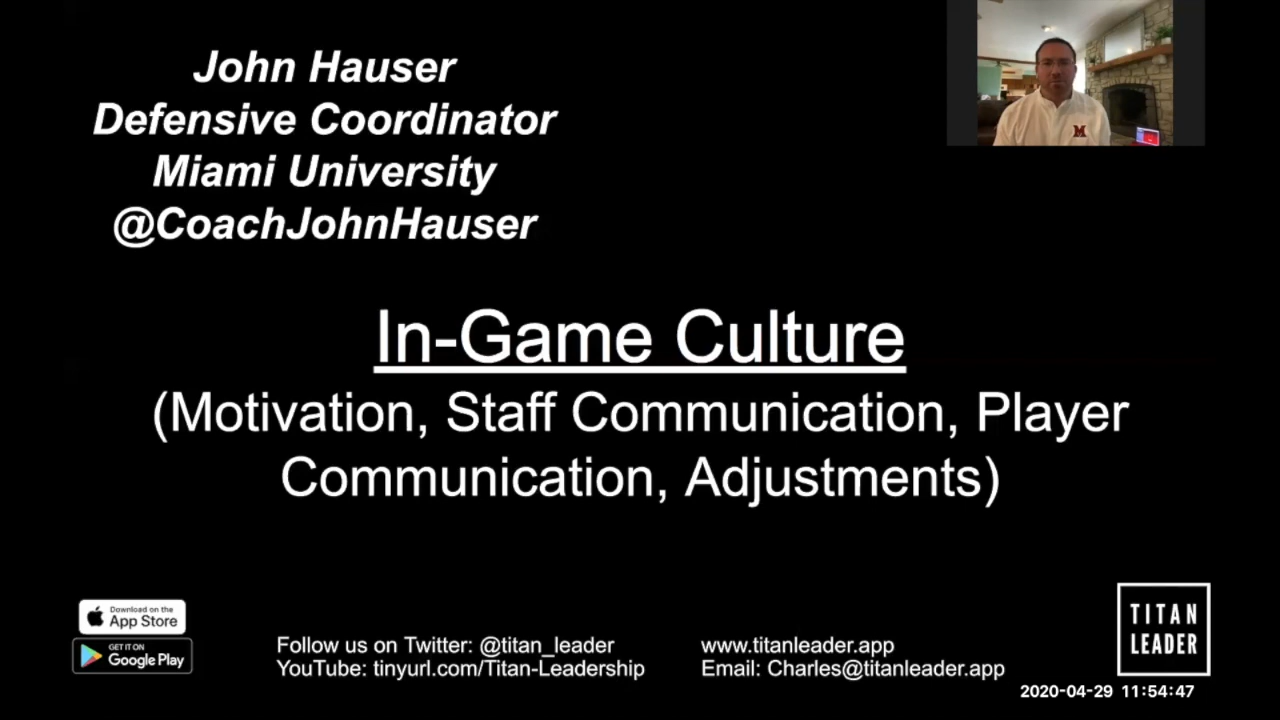 John Hauser
Defensive Coordinator
Miami University
@CoachJohnHauser
M
In-Game Culture
(Motivation, Staff Communication, Player
Communication, Adjustments)
Download on the
App Store
GET IT ON
Google Play
Follow us on Twitter: @titan_leader
YouTube: tinyurl.com/Titan-Leadership
www.titanleader.app
Email: Charles@titanleader.app
TITAN
LEADER
2020-04-29 11:54:47